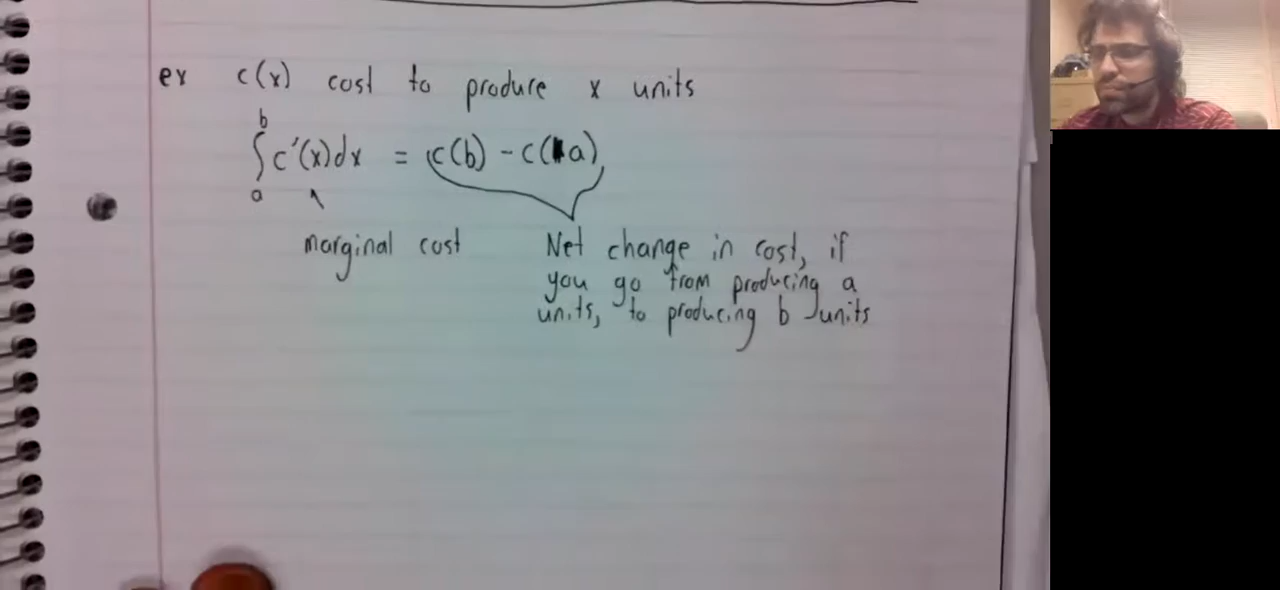 ex c(x) cost to produce x units
∫_a^b c'(x)dx = c(b) - c(a)
marginal cost
Net change in cost, if
you go from producing a
units, to producing b units